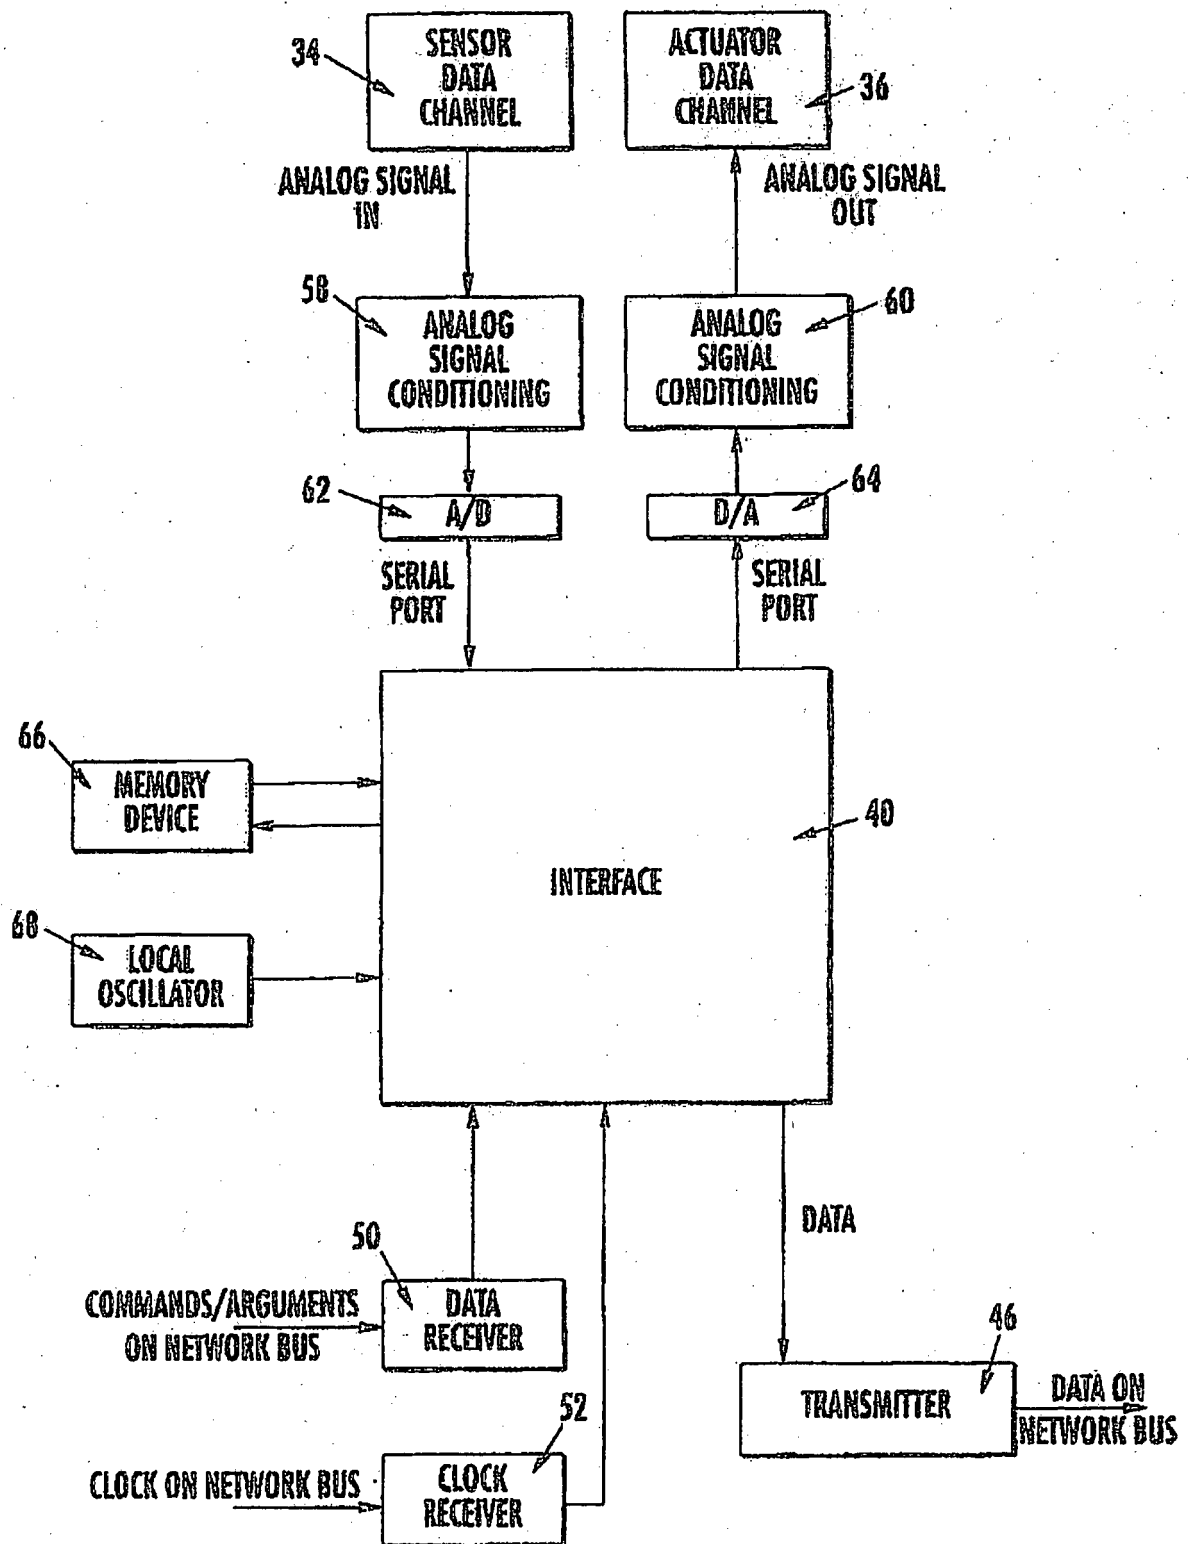 34
SENSOR
DATA
CHANNEL
ACTUATOR
DATA
CHANNEL
36
ANALOG SIGNAL
IN
ANALOG SIGNAL
OUT
58
ANALOG
SIGNAL
CONDITIONING
ANALOG
SIGNAL
CONDITIONING
60
62
A/D
D/A
64
SERIAL
PORT
SERIAL
PORT
66
MEMORY
DEVICE
40
INTERFACE
68
LOCAL
OSCILLATOR
DATA
50
COMMANDS/ARGUMENTS
ON NETWORK BUS
DATA
RECEIVER
46
TRANSMITTER
DATA ON
NETWORK BUS
52
CLOCK ON NETWORK BUS
CLOCK
RECEIVER